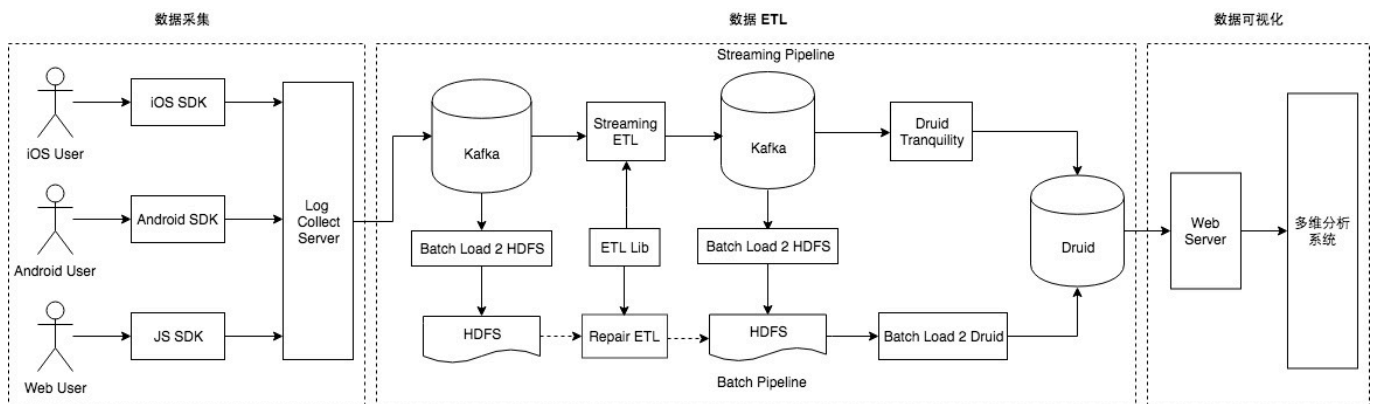 数据采集
数据 ETL
数据可视化
Streaming Pipeline
iOS SDK
iOS User
Android SDK
Android User
JS SDK
Web User
Log
Collect
Server
Kafka
Streaming
ETL
Kafka
Druid
Tranquility
Batch Load 2 HDFS
ETL Lib
Batch Load 2 HDFS
HDFS
Repair ETL
HDFS
Batch Load 2 Druid
Druid
Batch Pipeline
Web
Server
多维分析
系统